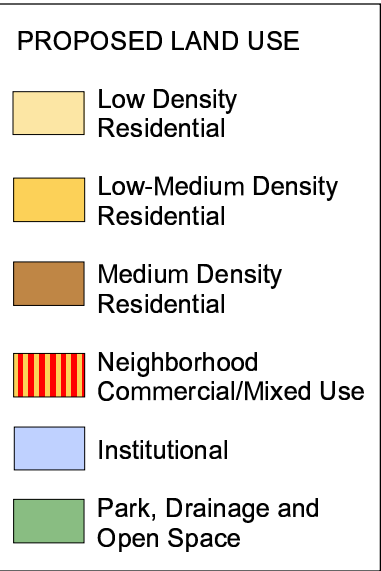 PROPOSED LAND USE
Low Density
Residential
Low-Medium Density
Residential
Medium Density
Residential
Neighborhood
Commercial/Mixed Use
Institutional
Park, Drainage and
Open Space